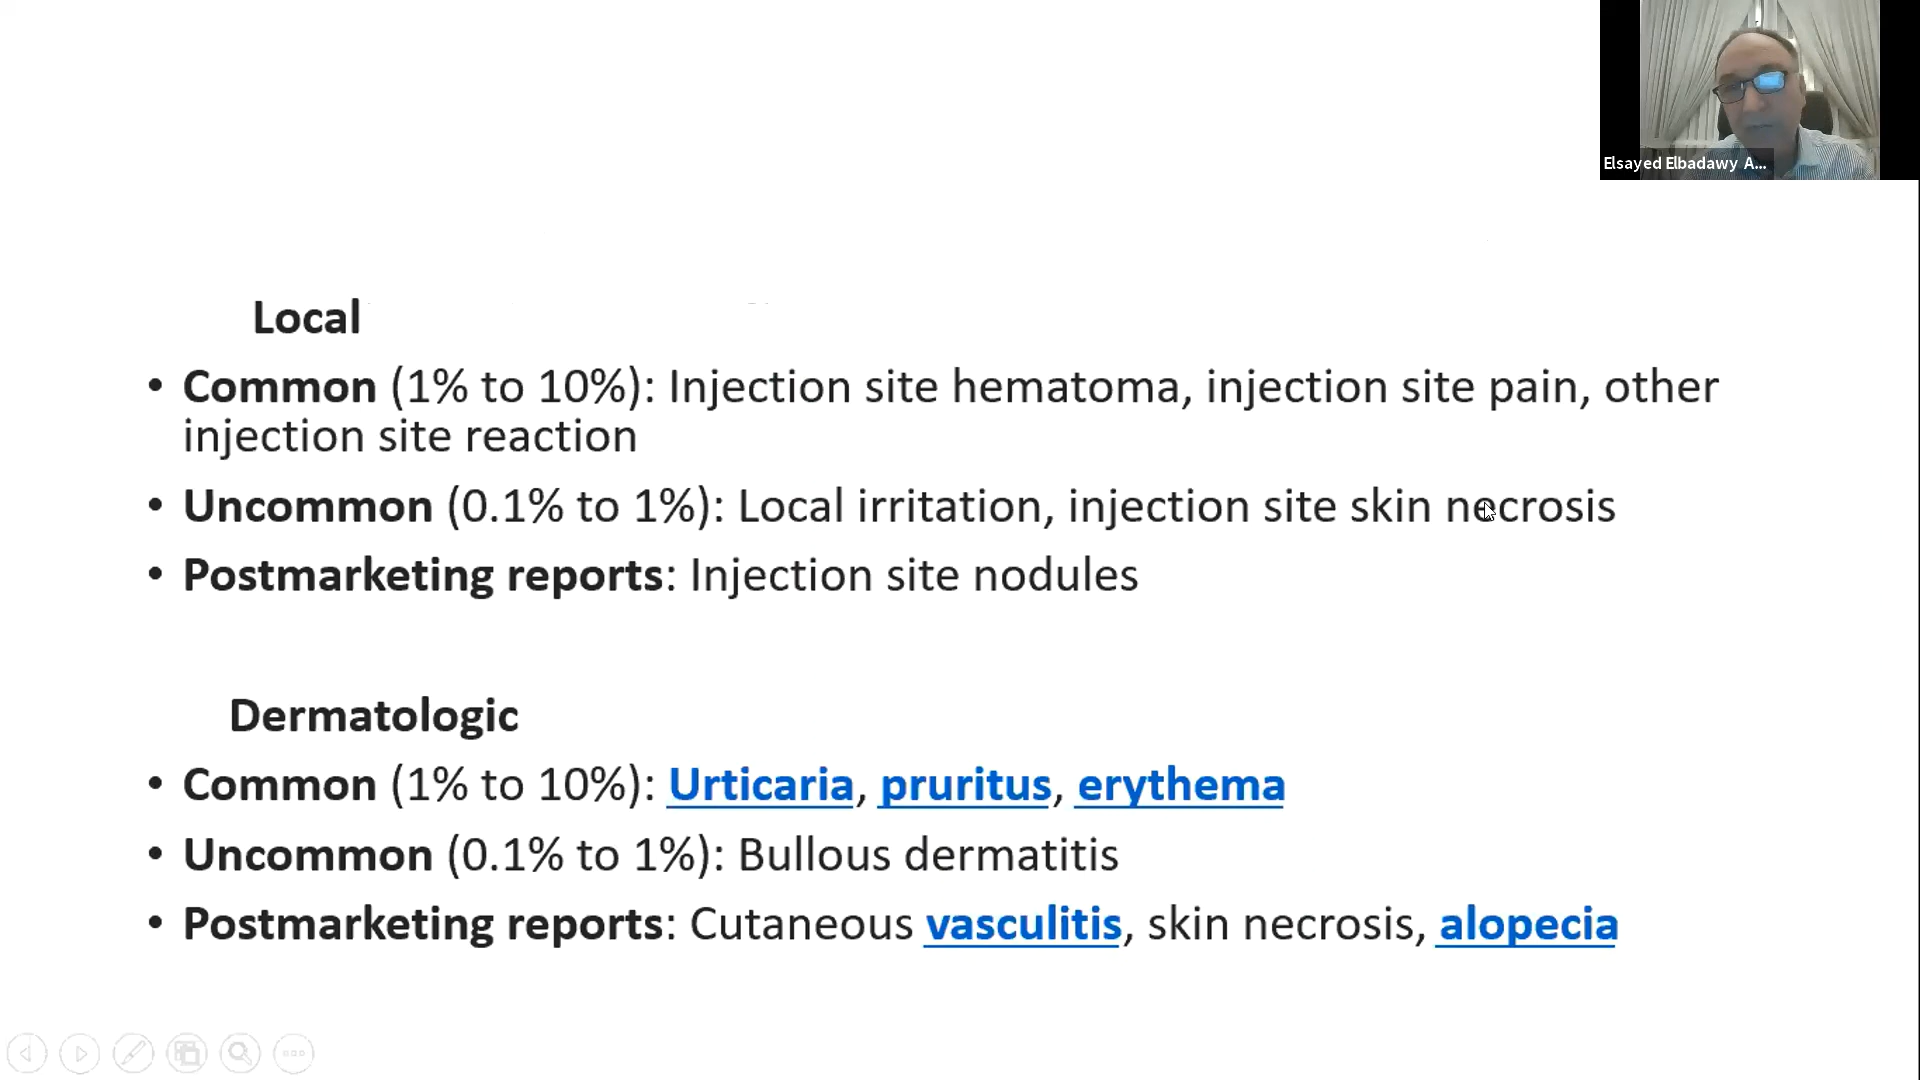 Elsayed Elbadawy A...
Local
• Common (1% to 10%): Injection site hematoma, injection site pain, other
injection site reaction
• Uncommon (0.1% to 1%): Local irritation, injection site skin necrosis
• Postmarketing reports: Injection site nodules
Dermatologic
• Common (1% to 10%): Urticaria, pruritus, erythema
• Uncommon (0.1% to 1%): Bullous dermatitis
• Postmarketing reports: Cutaneous vasculitis, skin necrosis, alopecia